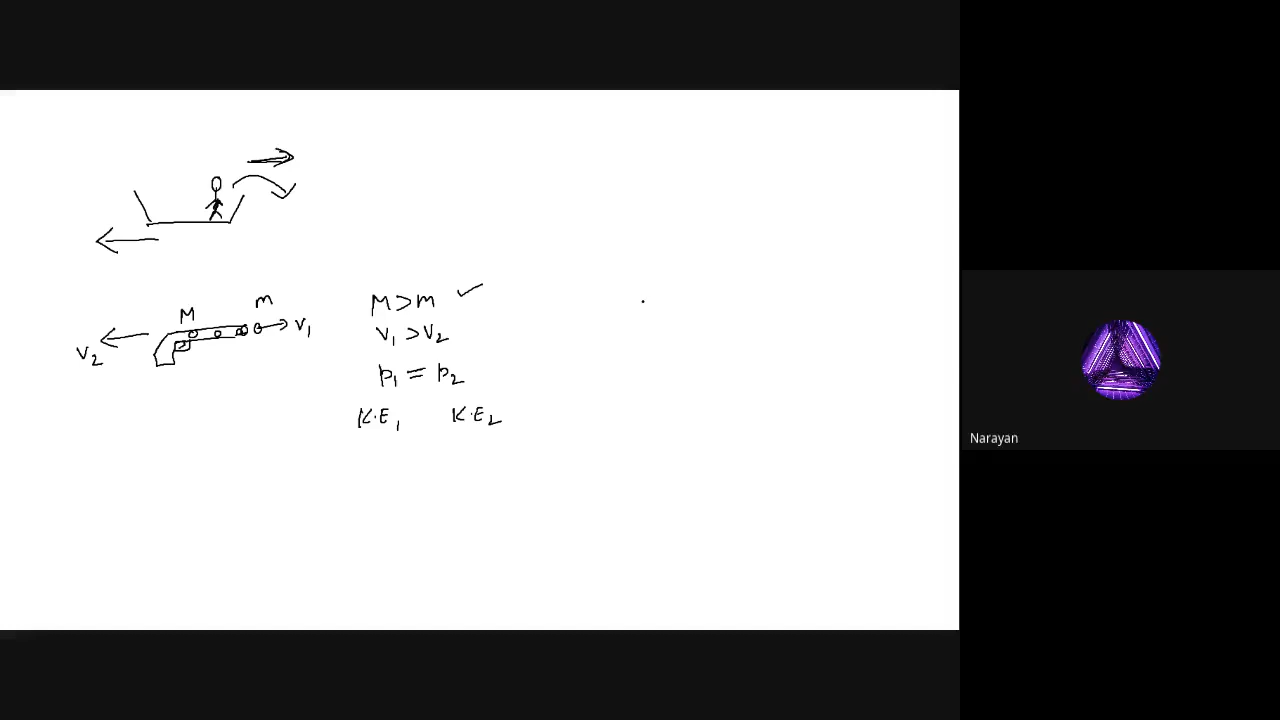 M m
V₂ V₁
M > m ✓
V₁ > V₂
p₁ = p₂
K.E₁ K.E₂
Narayan